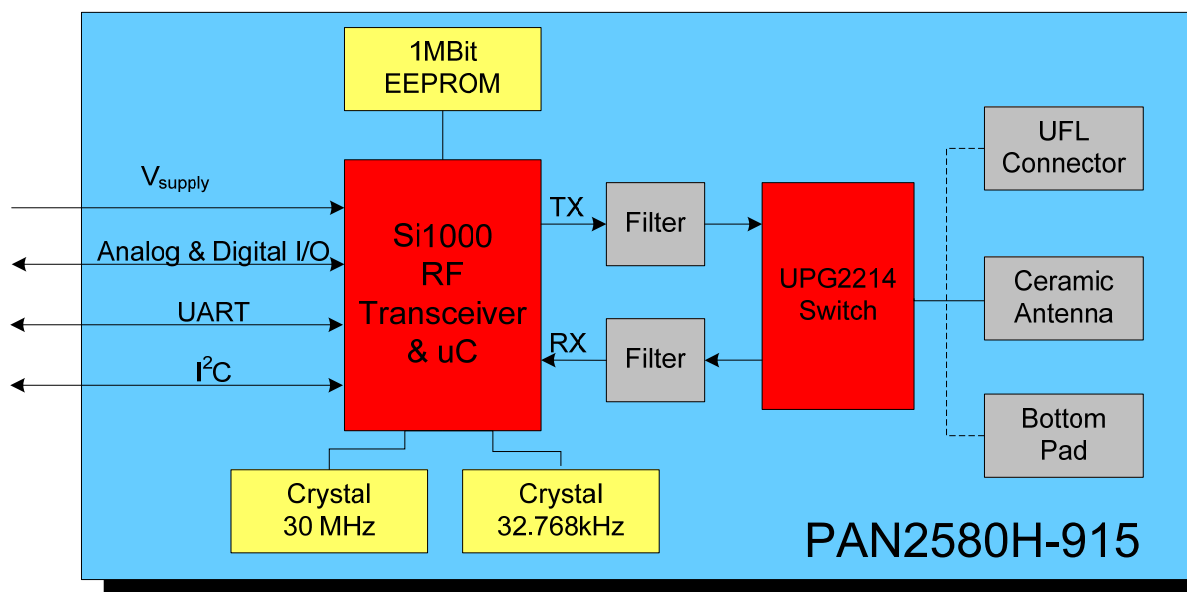 1MBit
EEPROM
V supply
Analog & Digital I/O
UART
I²C
Si1000
RF
Transceiver
& uC
TX
Filter
RX
Filter
UPG2214
Switch
UFL
Connector
Ceramic
Antenna
Bottom
Pad
Crystal
30 MHz
Crystal
32.768kHz
PAN2580H-915